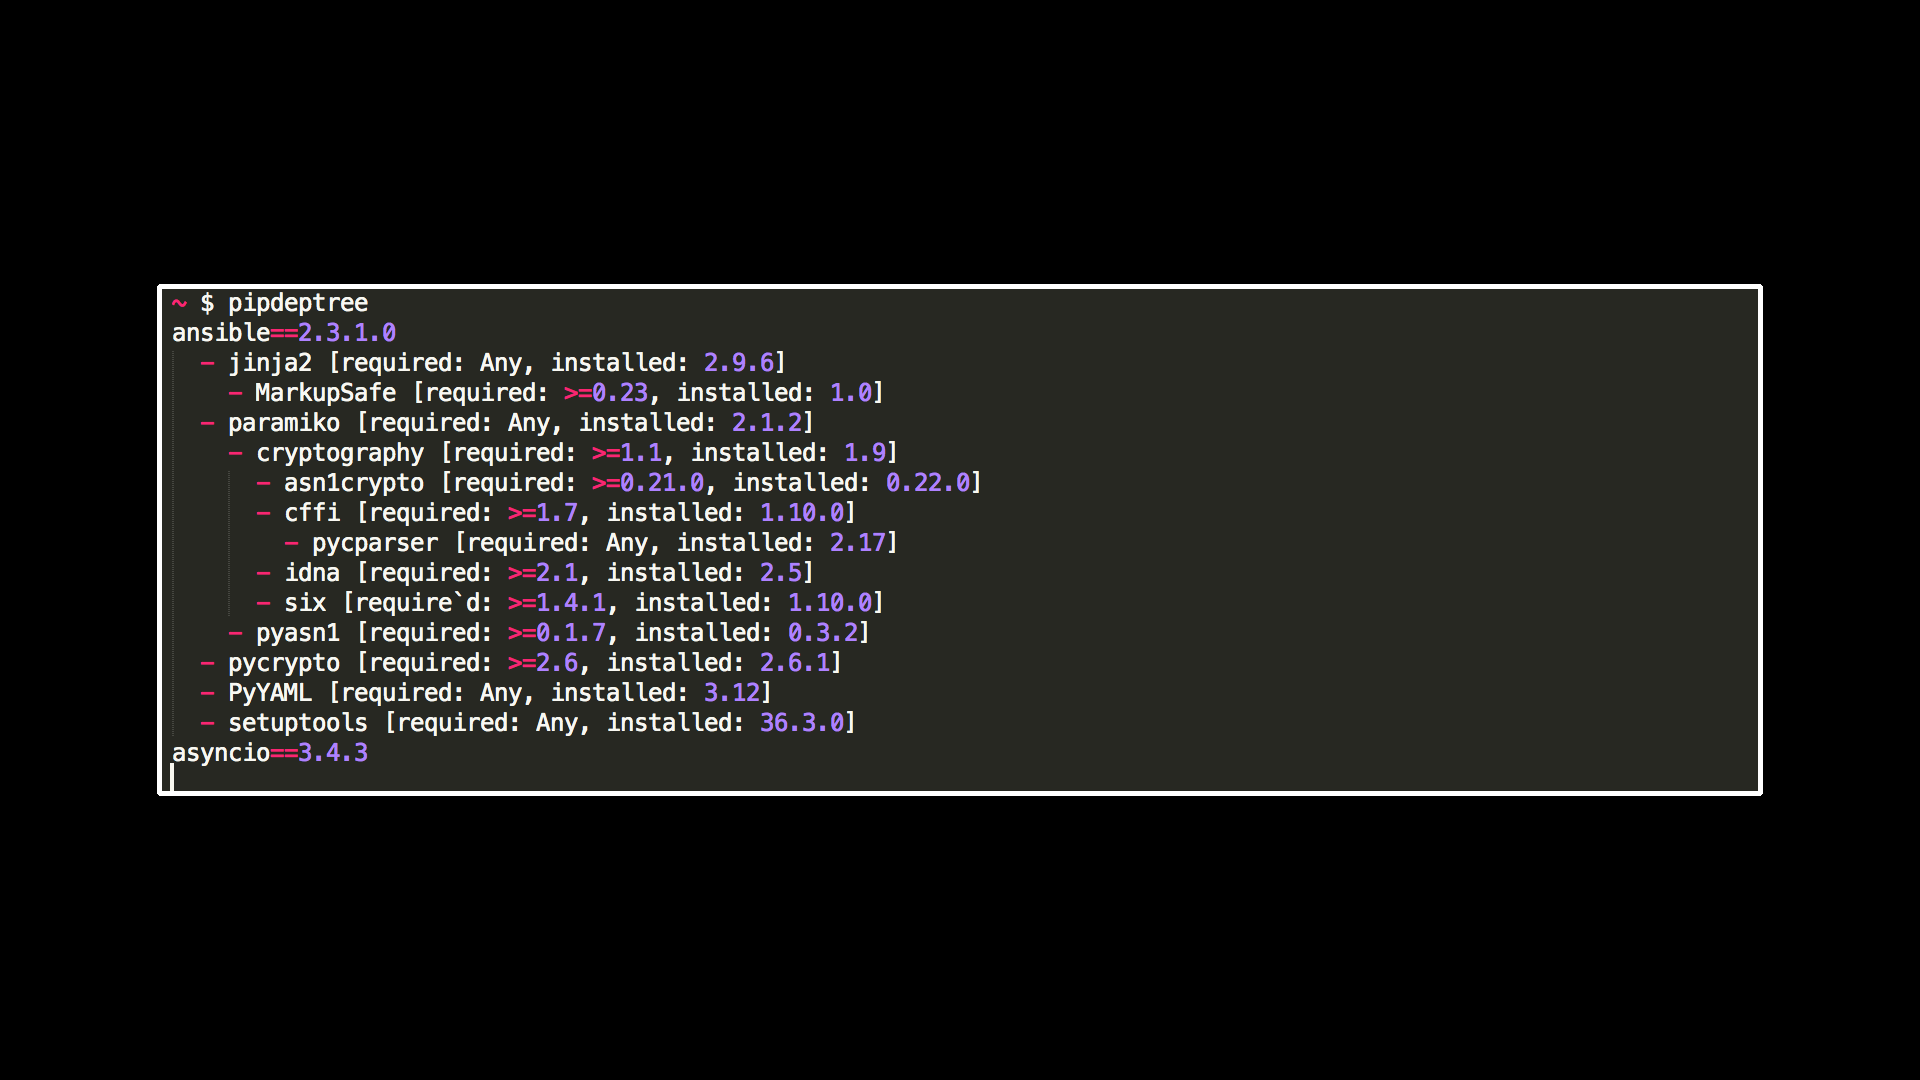 ~ $ pipdeptree
ansible==2.3.1.0
- jinja2 [required: Any, installed: 2.9.6]
- MarkupSafe [required: >=0.23, installed: 1.0]
- paramiko [required: Any, installed: 2.1.2]
- cryptography [required: >=1.1, installed: 1.9]
- asn1crypto [required: >=0.21.0, installed: 0.22.0]
- cffi [required: >=1.7, installed: 1.10.0]
- pycparser [required: Any, installed: 2.17]
- idna [required: >=2.1, installed: 2.5]
- six [require`d: >=1.4.1, installed: 1.10.0]
- pyasn1 [required: >=0.1.7, installed: 0.3.2]
- pycrypto [required: >=2.6, installed: 2.6.1]
- PyYAML [required: Any, installed: 3.12]
- setuptools [required: Any, installed: 36.3.0]
asyncio==3.4.3